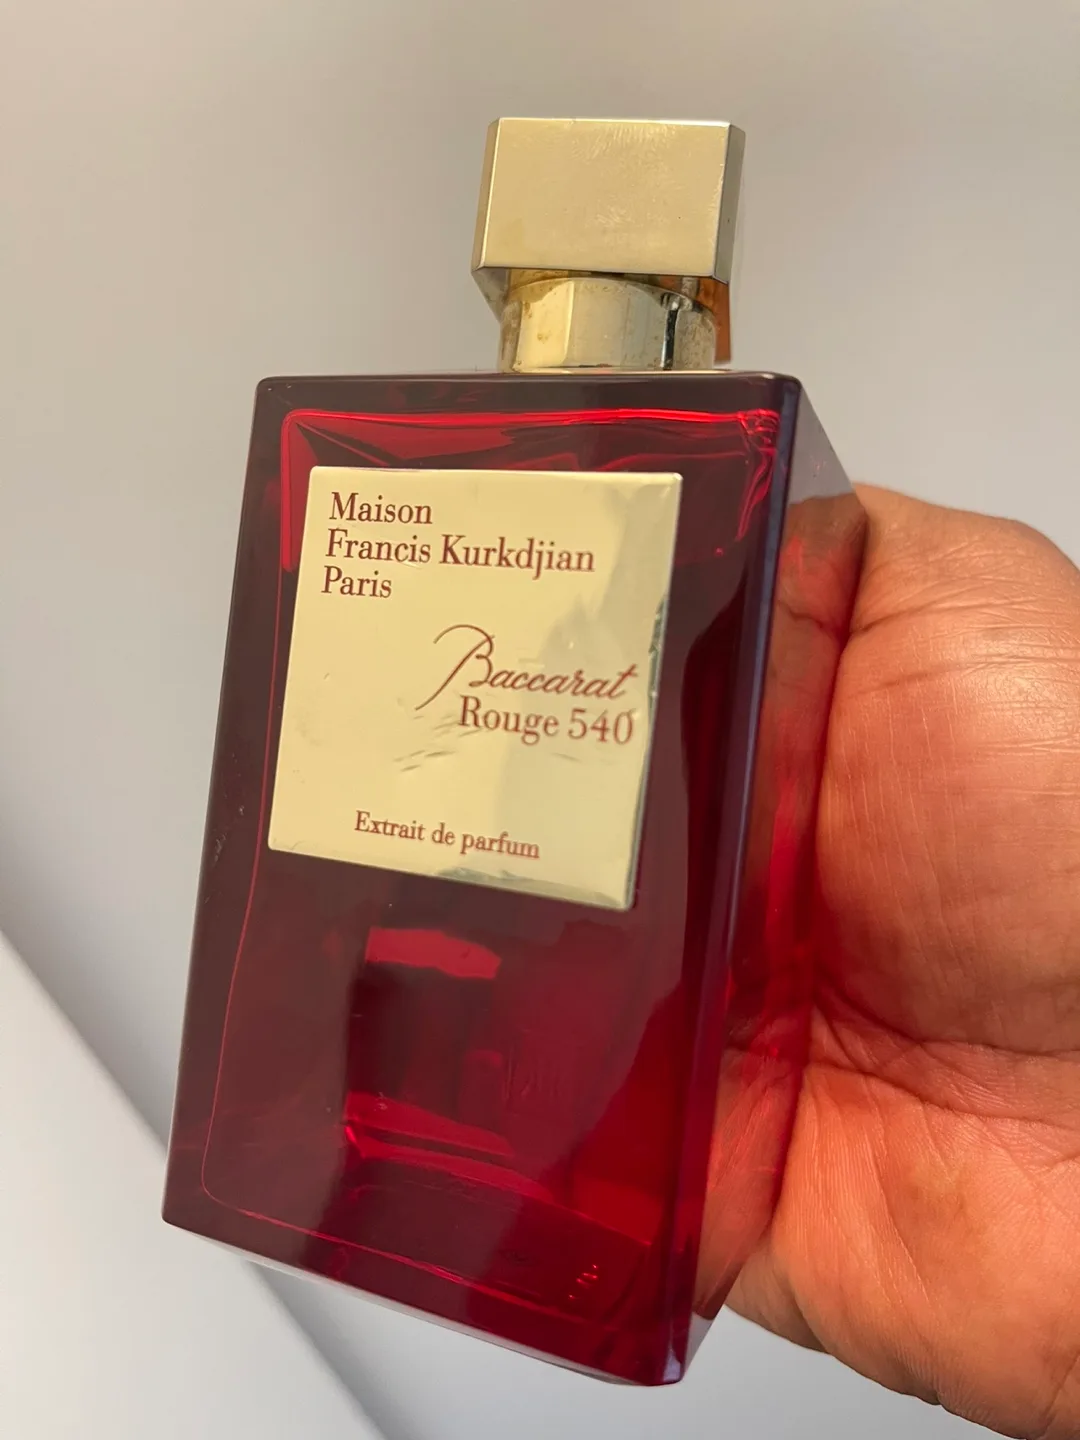 Maison
Francis Kurkdjian
Paris
Baccarat
Rouge 540
Extrait de parfum